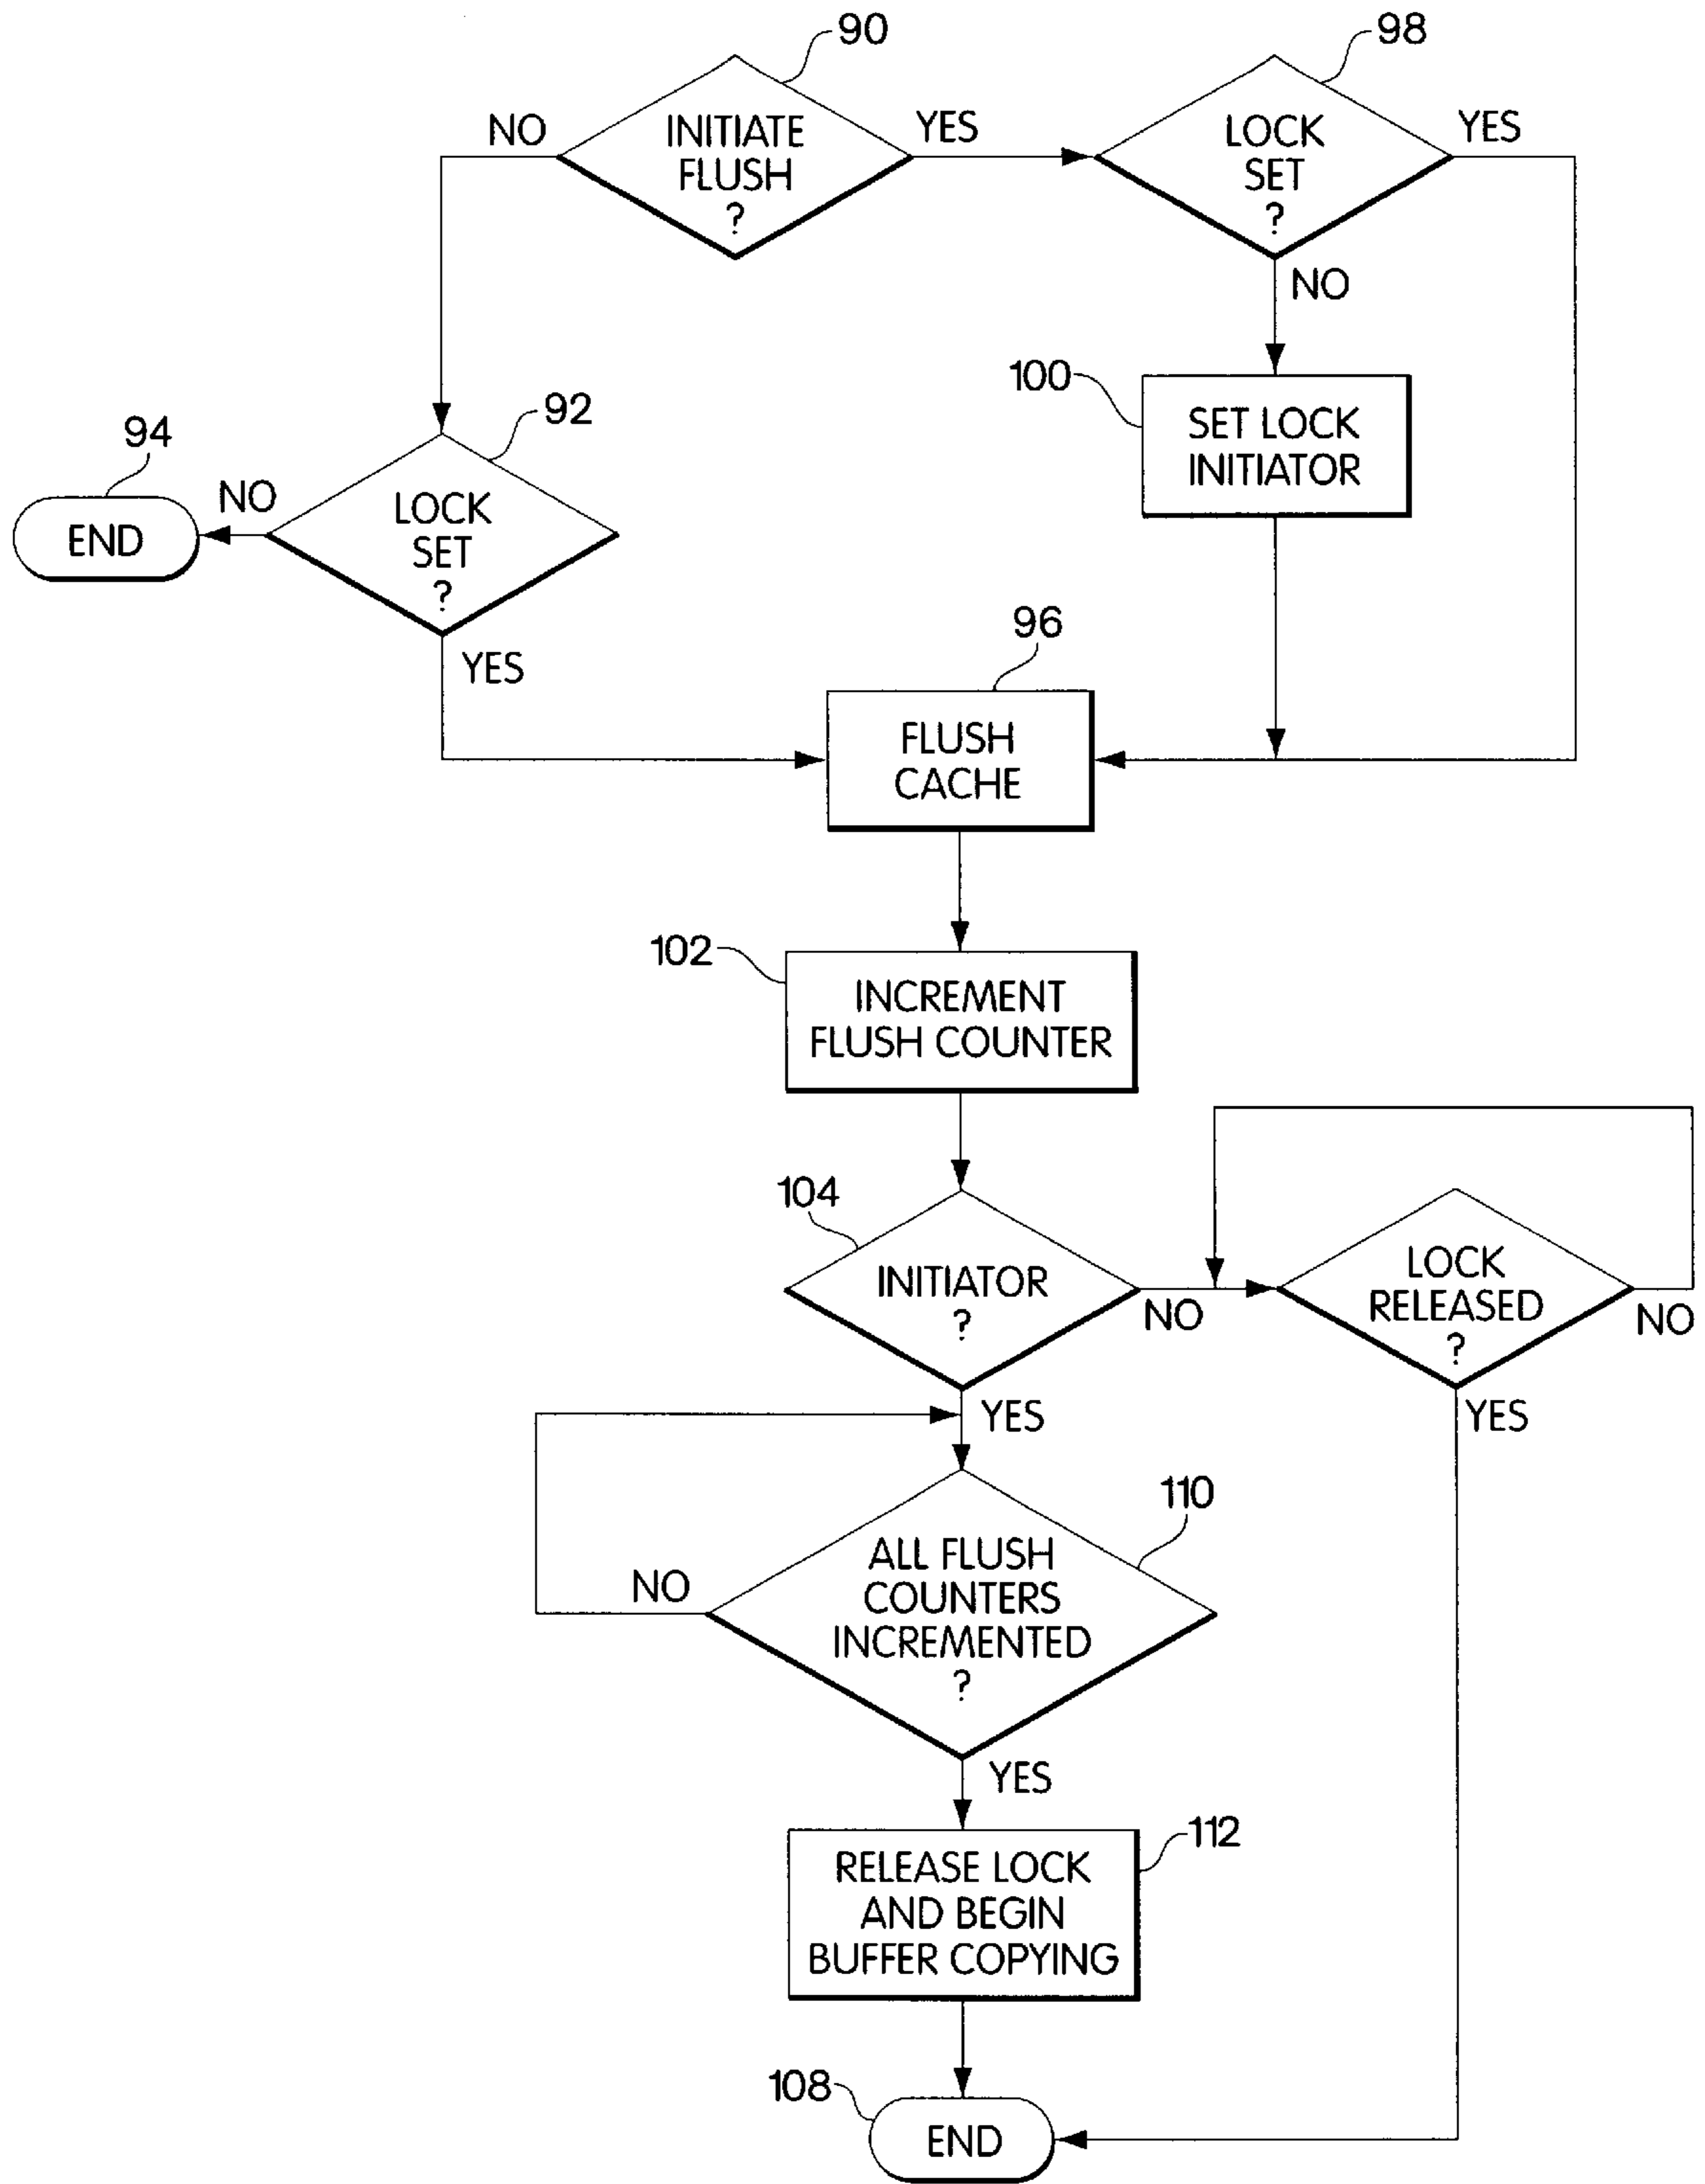 90
98
NO
INITIATE
FLUSH
?
YES
LOCK
SET
?
YES
NO
100
SET LOCK
INITIATOR
94
92
END
NO
LOCK
SET
?
YES
96
FLUSH
CACHE
102
INCREMENT
FLUSH COUNTER
104
INITIATOR
?
NO
LOCK
RELEASED
?
NO
YES
YES
110
ALL FLUSH
COUNTERS
INCREMENTED
?
NO
YES
112
RELEASE LOCK
AND BEGIN
BUFFER COPYING
108
END